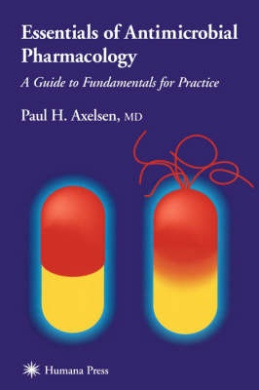 Essentials of Antimicrobial
Pharmacology
A Guide to Fundamentals for Practice
Paul H. Axelsen, MD
Humana Press